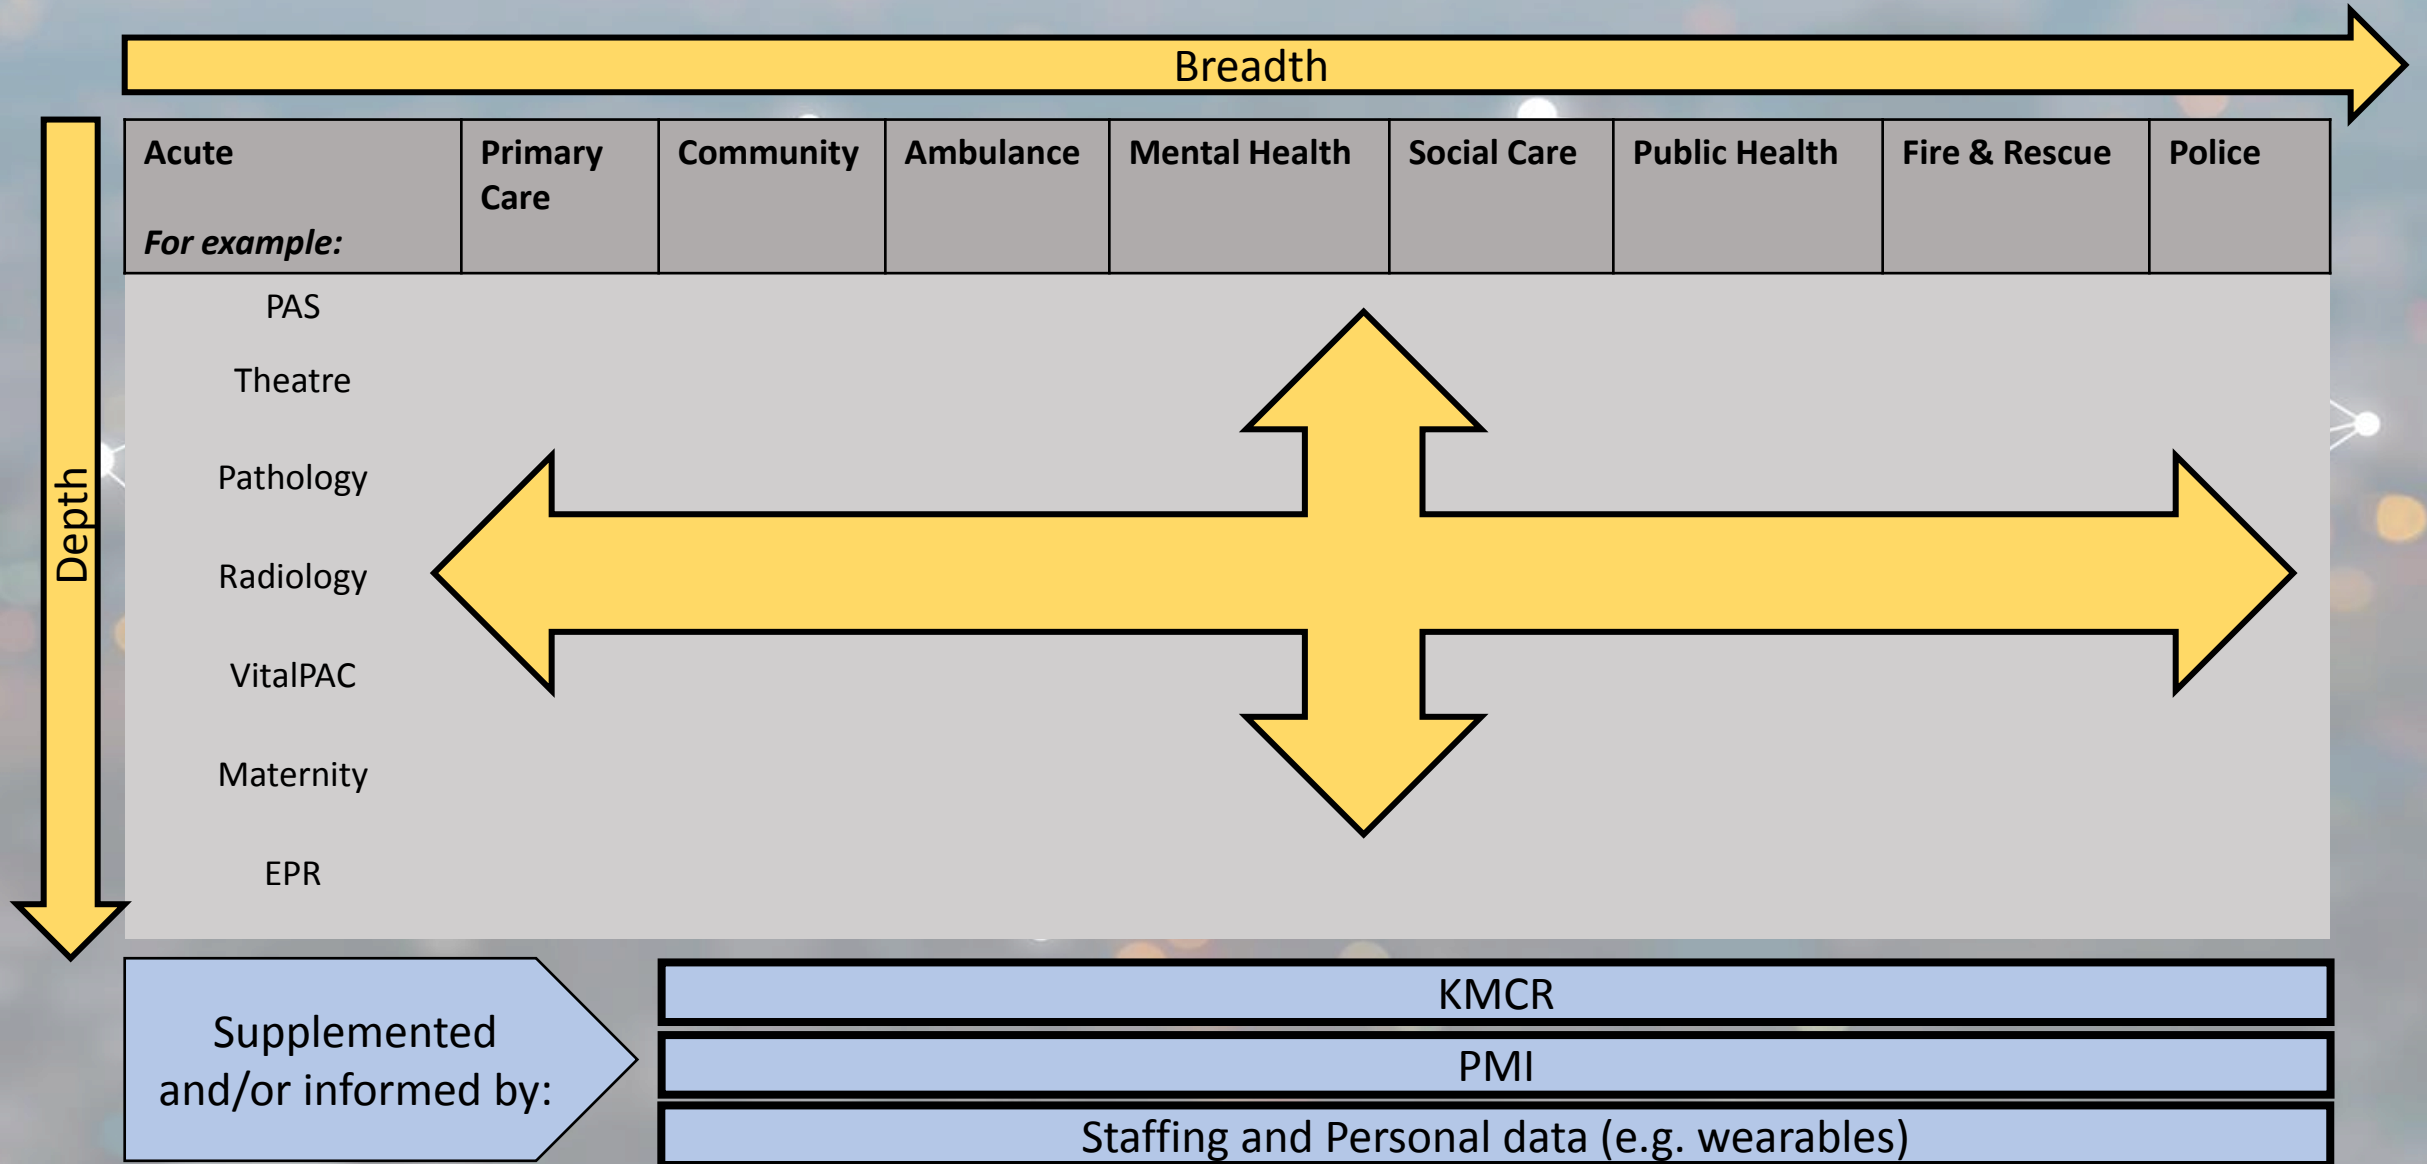 Breadth
Depth
Acute
For example:
Primary
Care
Community
Ambulance
Mental Health
Social Care
Public Health
Fire & Rescue
Police
PAS
Theatre
Pathology
Radiology
VitalPAC
Maternity
EPR
Supplemented
and/or informed by:
KMCR
PMI
Staffing and Personal data (e.g. wearables)